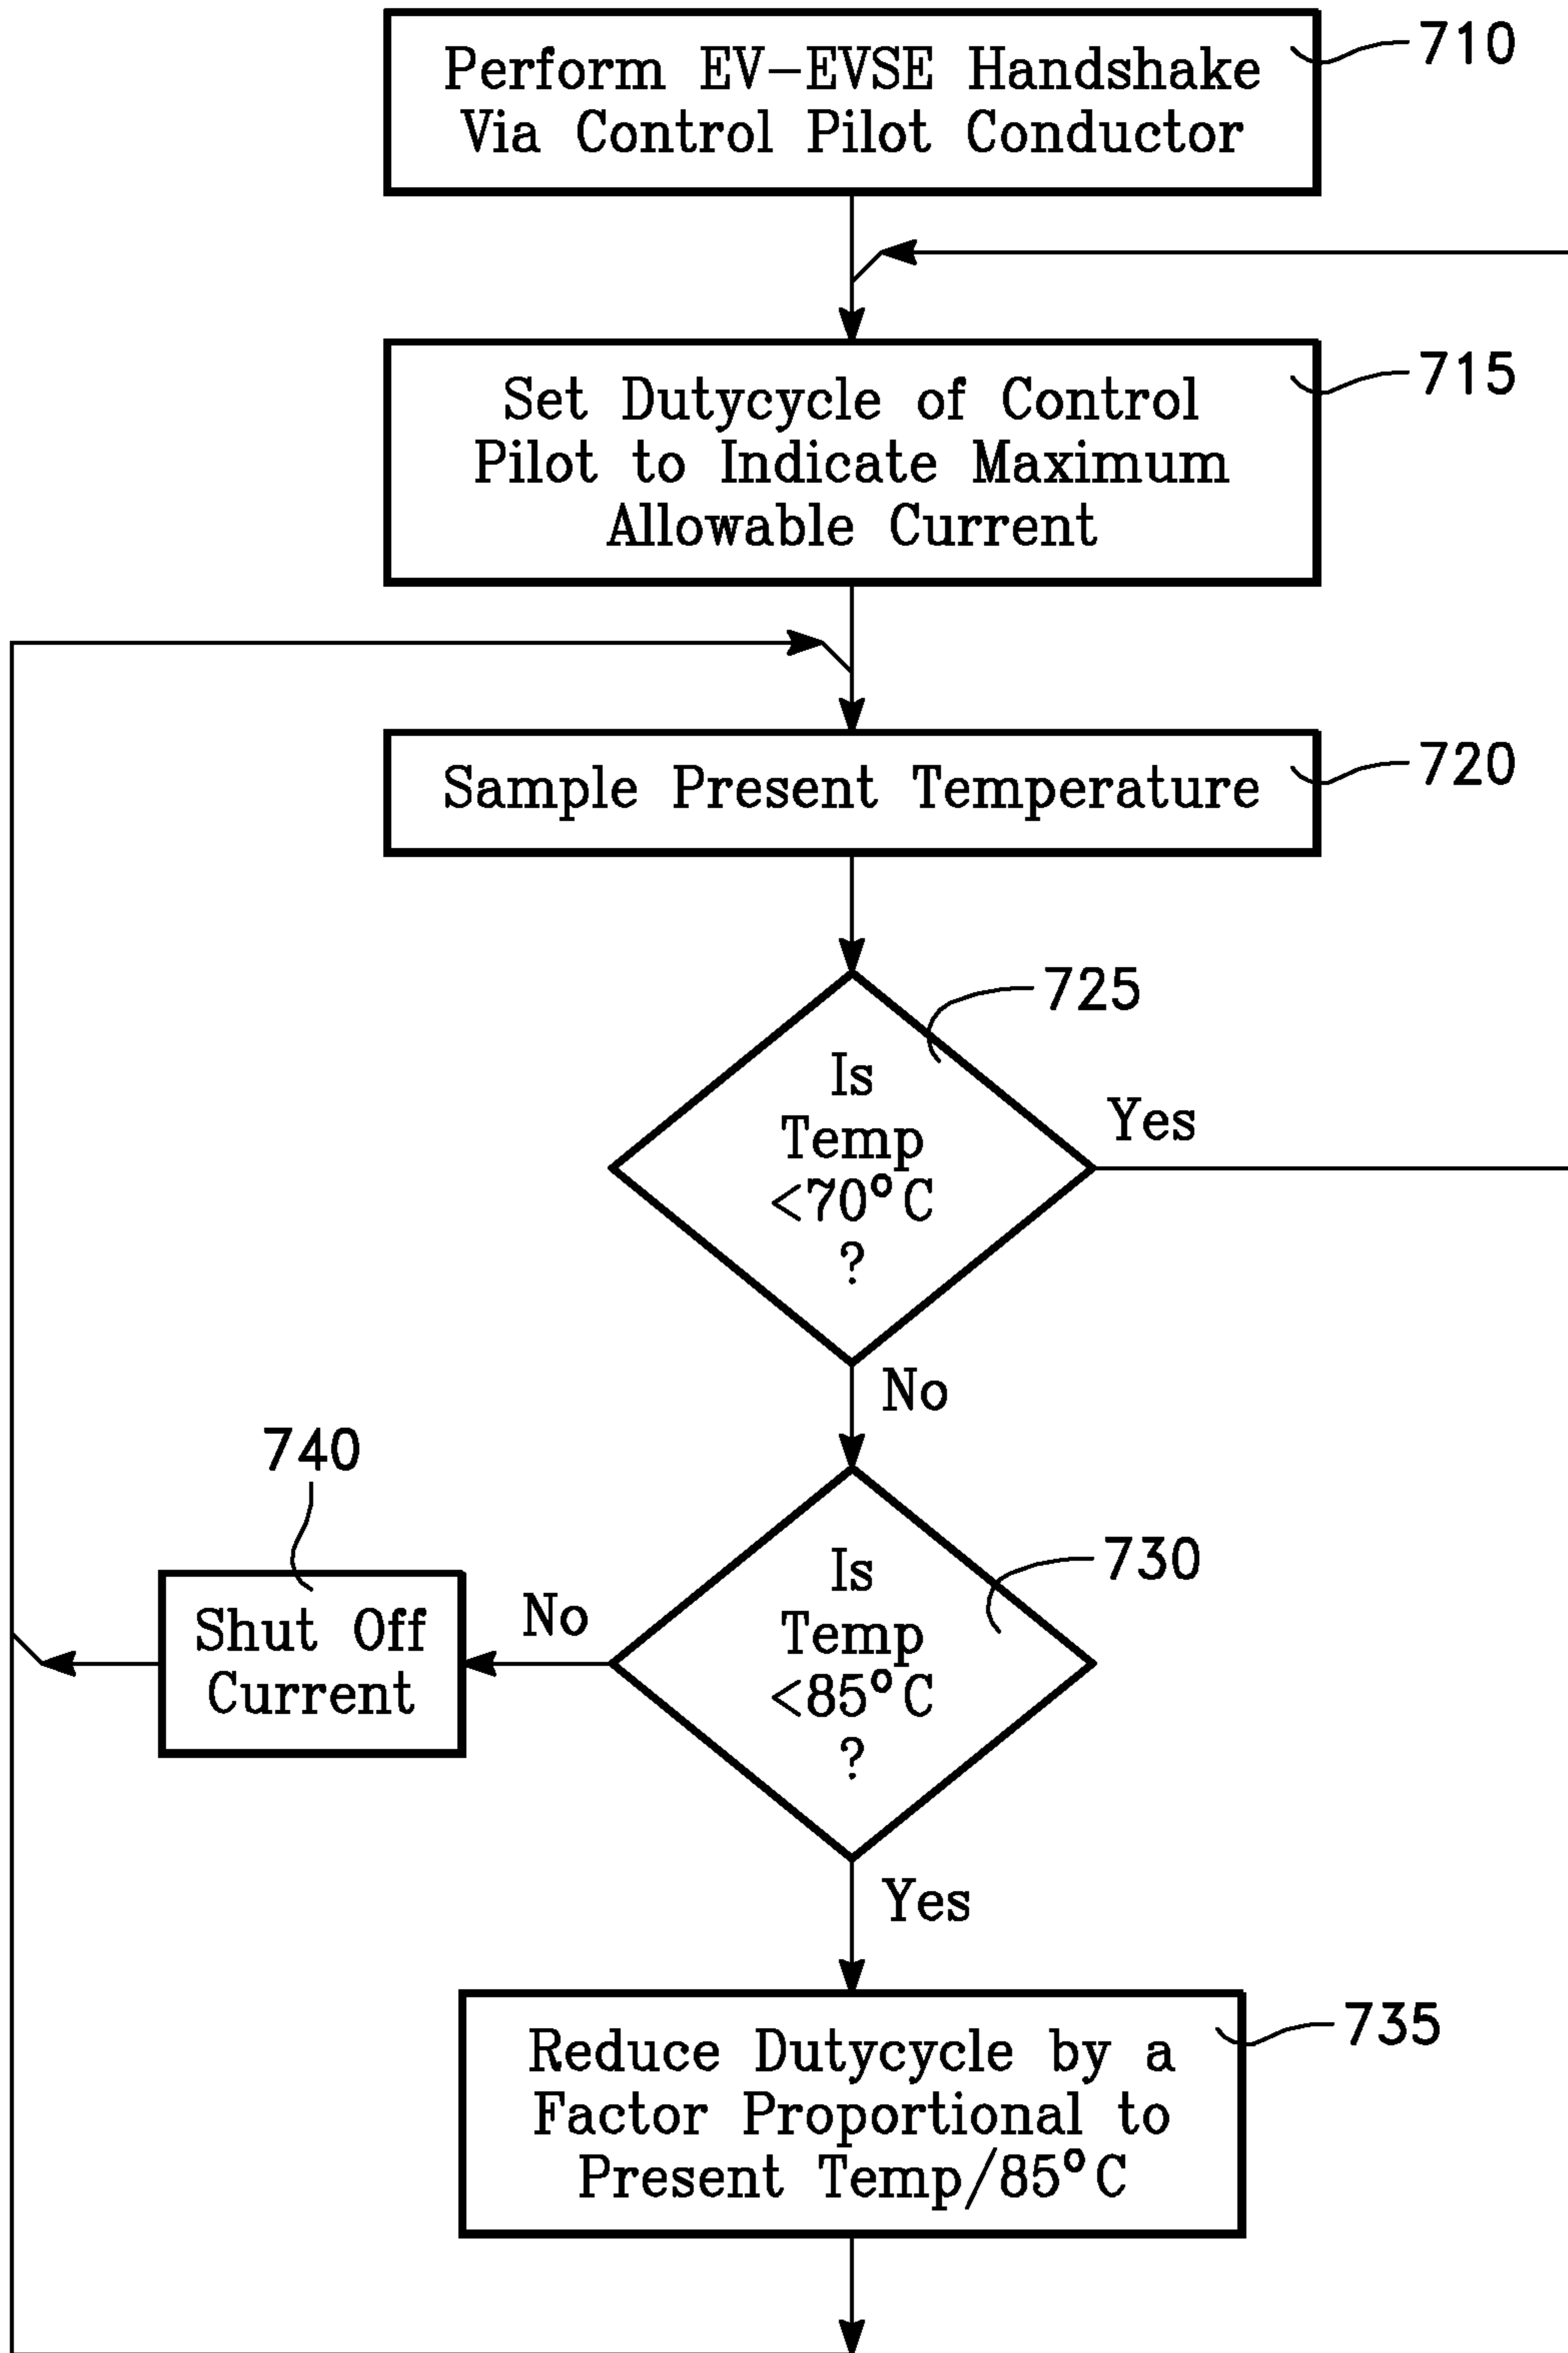 Perform EV-EVSE Handshake
Via Control Pilot Conductor
710
Set Dutycycle of Control
Pilot to Indicate Maximum
Allowable Current
715
Sample Present Temperature
720
725
Is
Temp
<70°C
?
Yes
No
740
Shut Off
Current
No
730
Is
Temp
<85°C
?
Yes
735
Reduce Dutycycle by a
Factor Proportional to
Present Temp/85°C